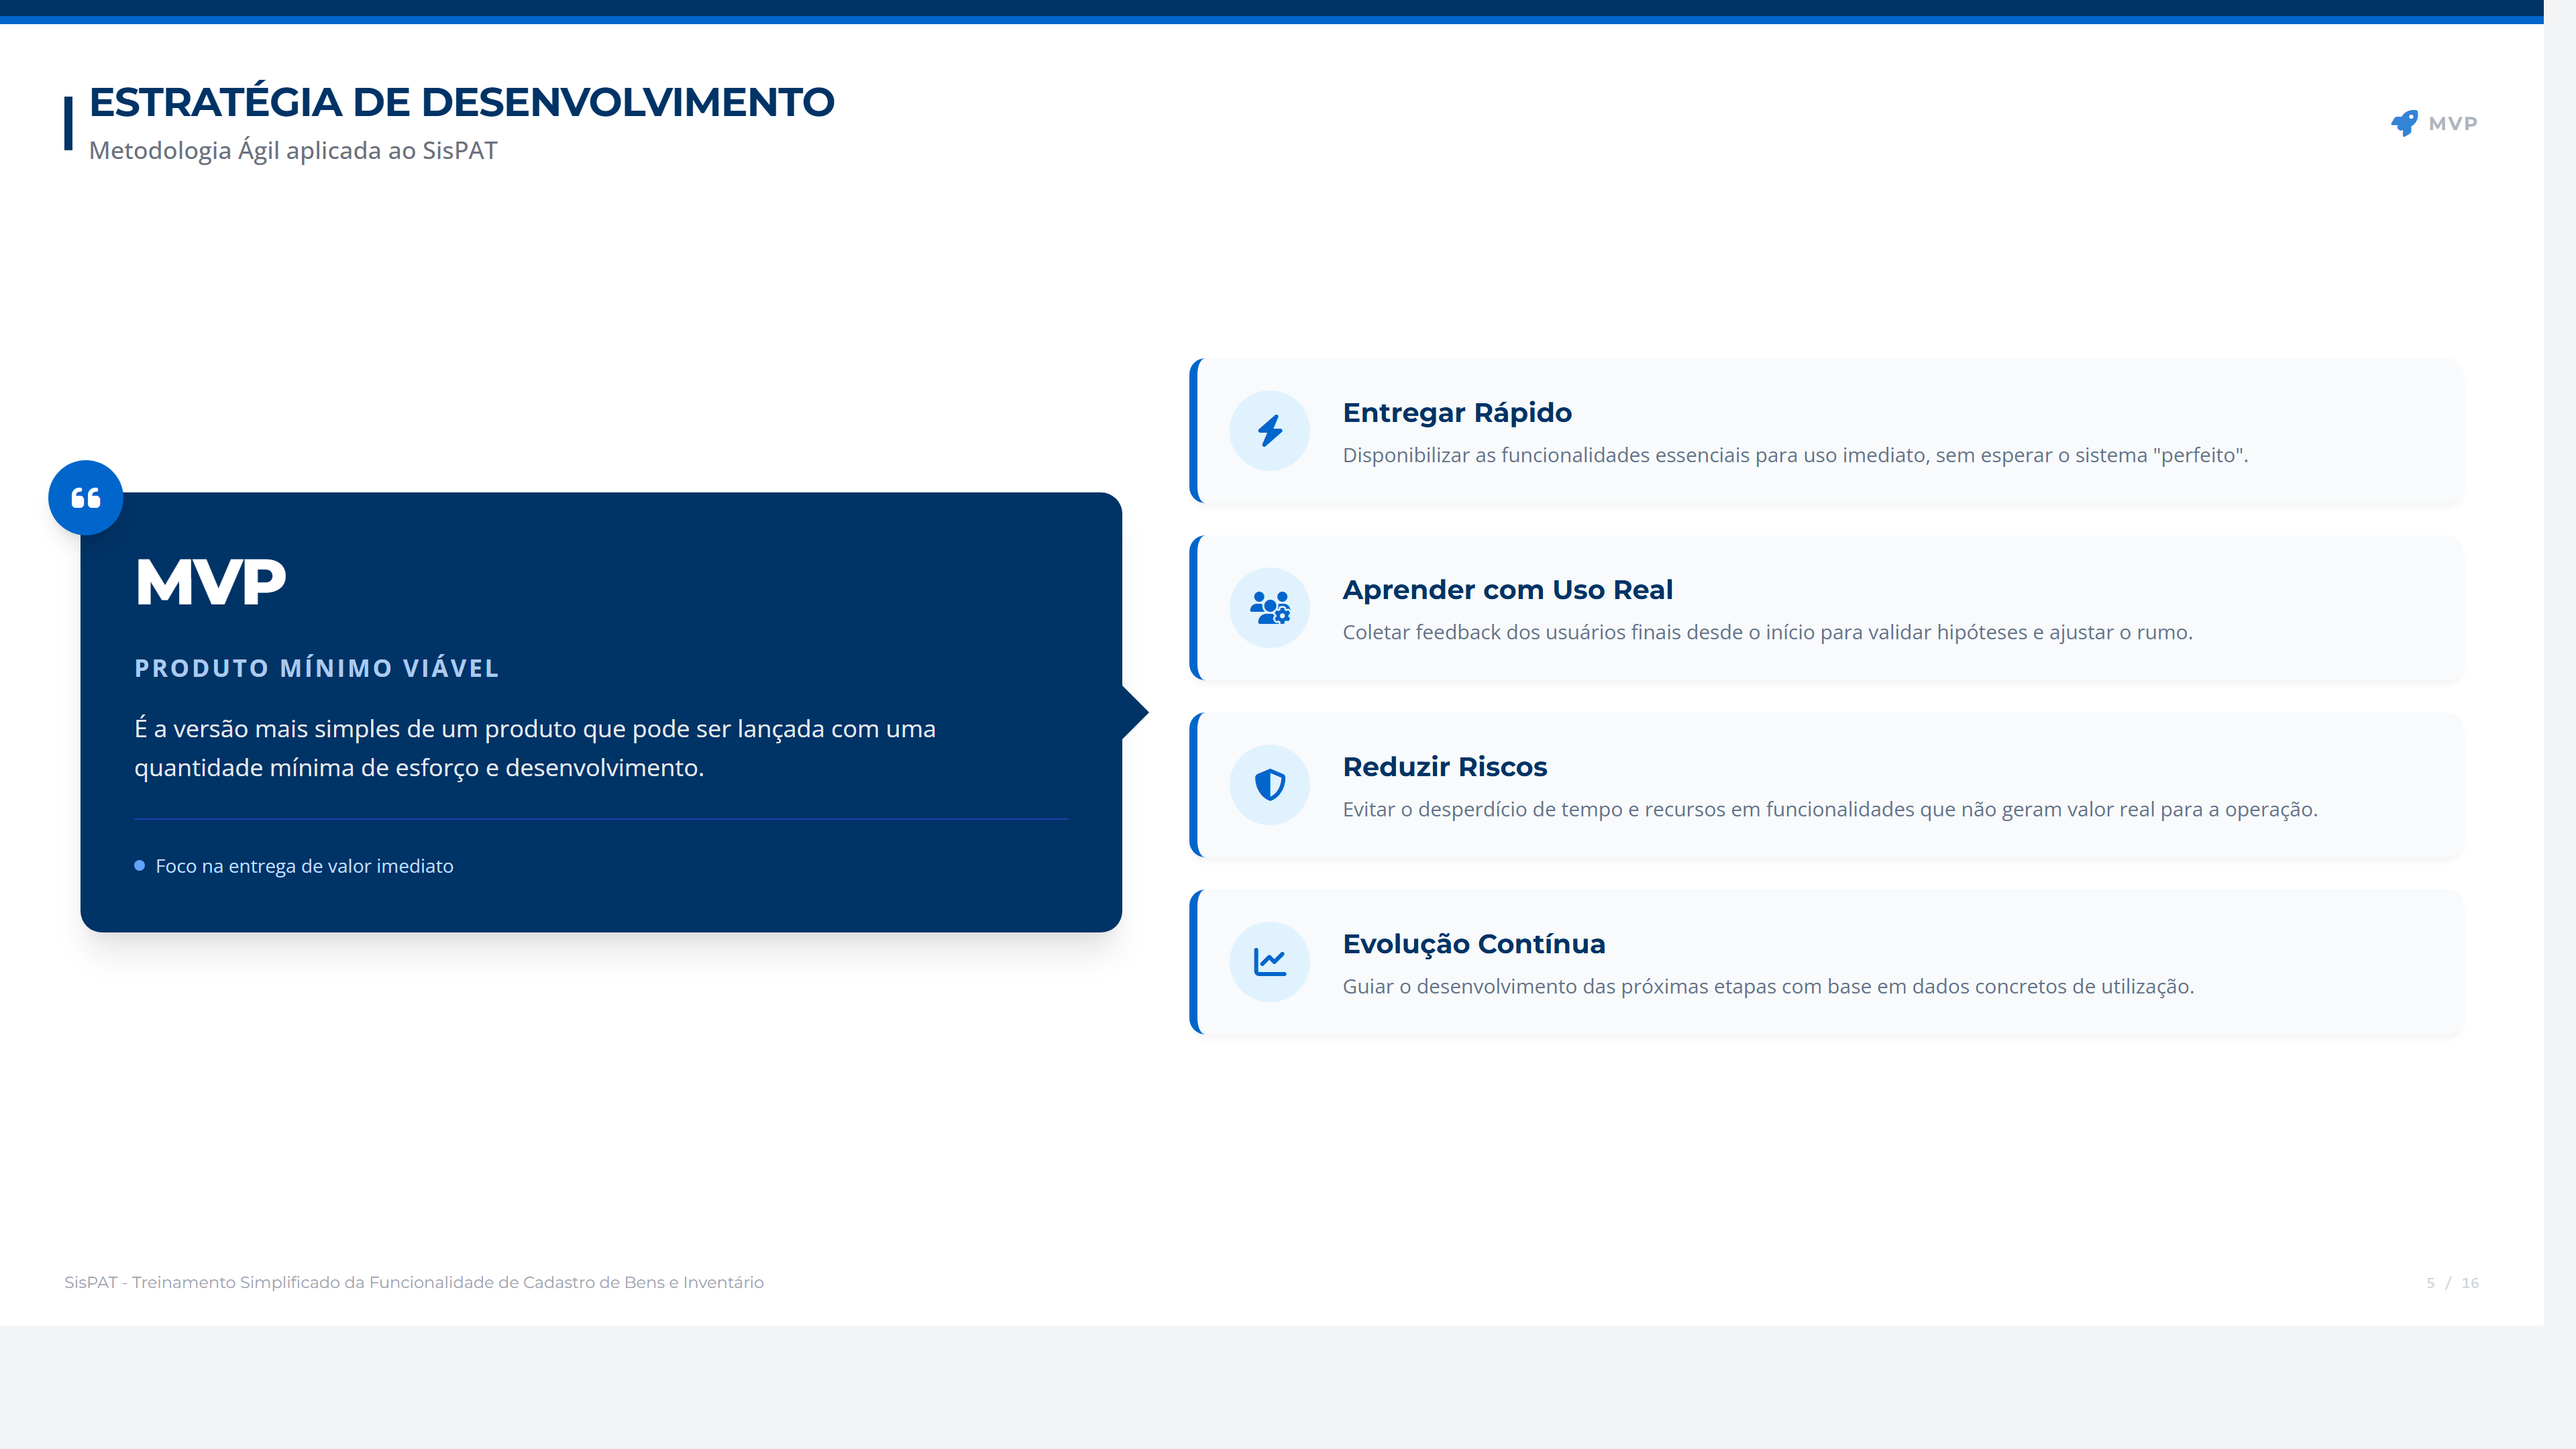 ESTRATÉGIA DE DESENVOLVIMENTO
Metodologia Ágil aplicada ao SisPAT
MVP
MVP
PRODUTO MÍNIMO VIÁVEL
É a versão mais simples de um produto que pode ser lançada com uma
quantidade mínima de esforço e desenvolvimento.
Foco na entrega de valor imediato
Entregar Rápido
Disponibilizar as funcionalidades essenciais para uso imediato, sem esperar o sistema "perfeito".
Aprender com Uso Real
Coletar feedback dos usuários finais desde o início para validar hipóteses e ajustar o rumo.
Reduzir Riscos
Evitar o desperdício de tempo e recursos em funcionalidades que não geram valor real para a operação.
Evolução Contínua
Guiar o desenvolvimento das próximas etapas com base em dados concretos de utilização.
SisPAT - Treinamento Simplificado da Funcionalidade de Cadastro de Bens e Inventário
5 / 16